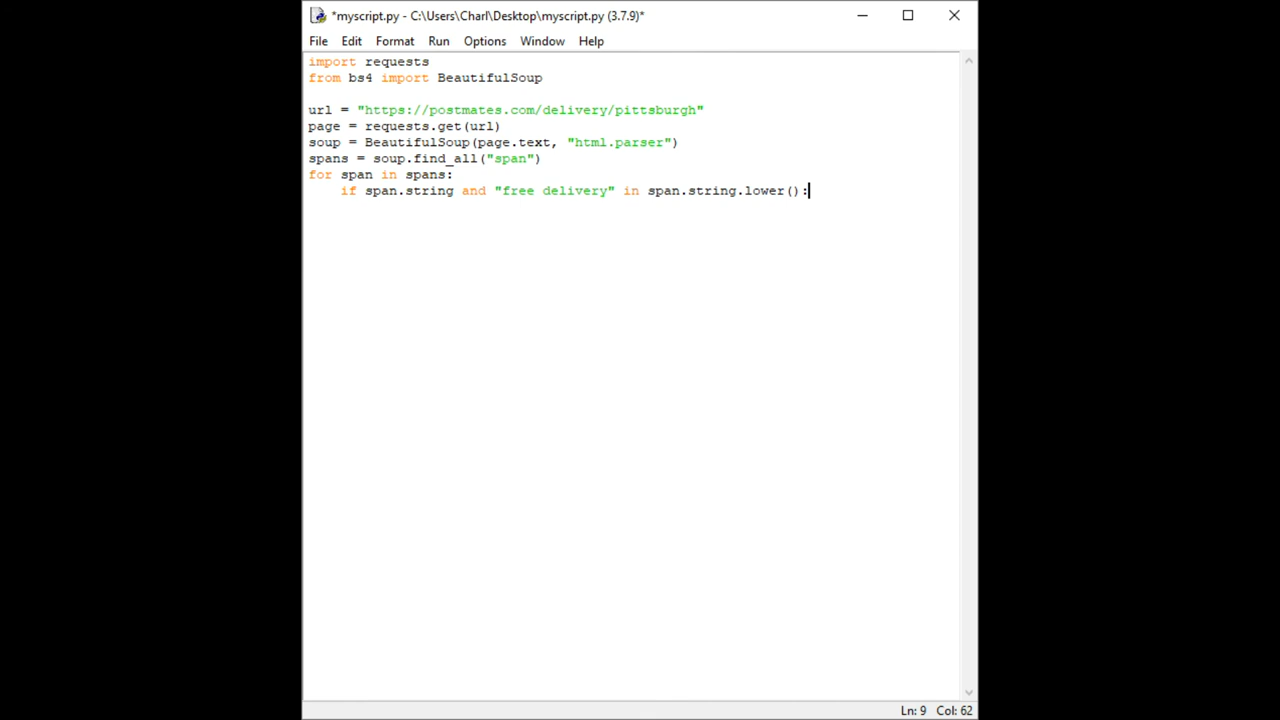 *myscript.py - C:\Users\Charl\Desktop\myscript.py (3.7.9)*
File Edit Format Run Options Window Help
import requests
from bs4 import BeautifulSoup
url = "https://postmates.com/delivery/pittsburgh"
page = requests.get(url)
soup = BeautifulSoup(page.text, "html.parser")
spans = soup.find_all("span")
for span in spans:
    if span.string and "free delivery" in span.string.lower():
Ln: 9 Col: 62